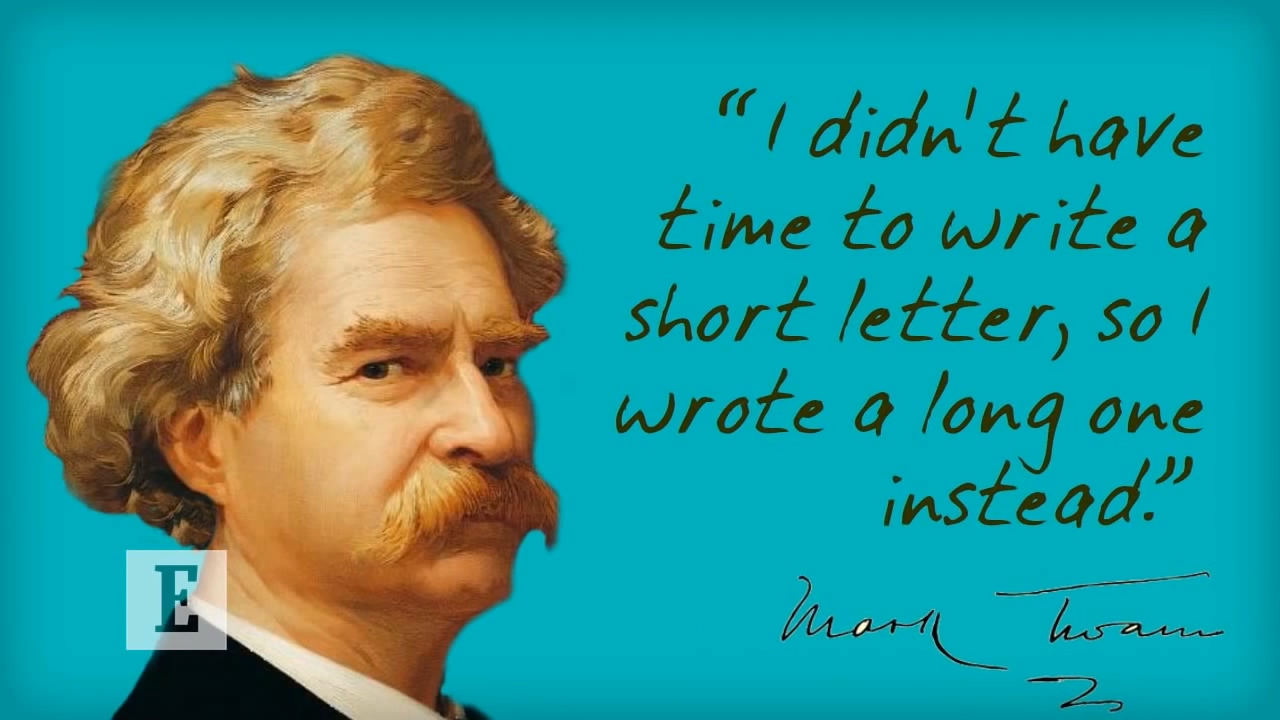 “I didn't have
time to write a
short letter, so I
wrote a long one
instead.”
Mark Twain
E